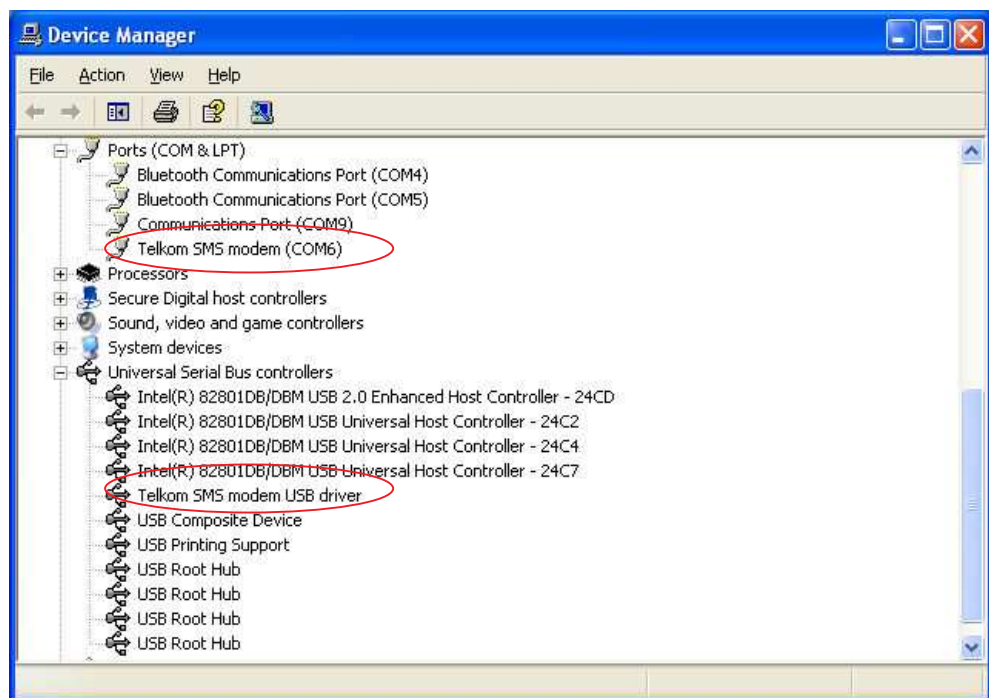 Device Manager
File Action View Help
Ports (COM & LPT)
Bluetooth Communications Port (COM4)
Bluetooth Communications Port (COM5)
Communications Port (COM9)
Telkom SMS modem (COM6)
Processors
Secure Digital host controllers
Sound, video and game controllers
System devices
Universal Serial Bus controllers
Intel(R) 82801DB/DBM USB 2.0 Enhanced Host Controller - 24CD
Intel(R) 82801DB/DBM USB Universal Host Controller - 24C2
Intel(R) 82801DB/DBM USB Universal Host Controller - 24C4
Intel(R) 82801DB/DBM USB Universal Host Controller - 24C7
Telkom SMS modem USB driver
USB Composite Device
USB Printing Support
USB Root Hub
USB Root Hub
USB Root Hub
USB Root Hub